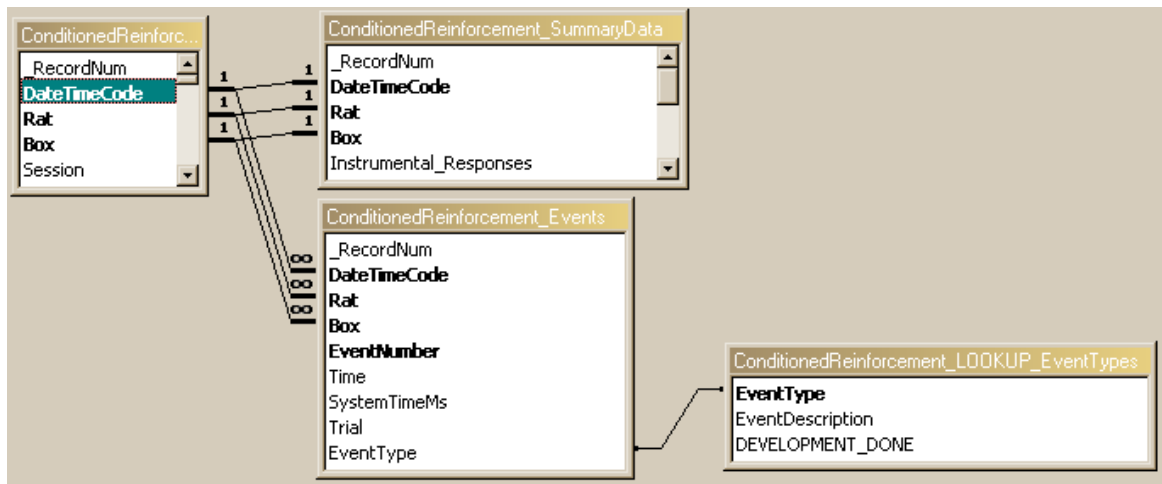 ConditionedReinforc...
_RecordNum
DateTimeCode
Rat
Box
Session
1
1
1
1
1
1
ConditionedReinforcement_SummaryData
_RecordNum
DateTimeCode
Rat
Box
Instrumental_Responses
ConditionedReinforcement_Events
∞
∞
∞
_RecordNum
DateTimeCode
Rat
Box
EventNumber
Time
SystemTimeMs
Trial
EventType
ConditionedReinforcement_LOOKUP_EventTypes
EventType
EventDescription
DEVELOPMENT_DONE